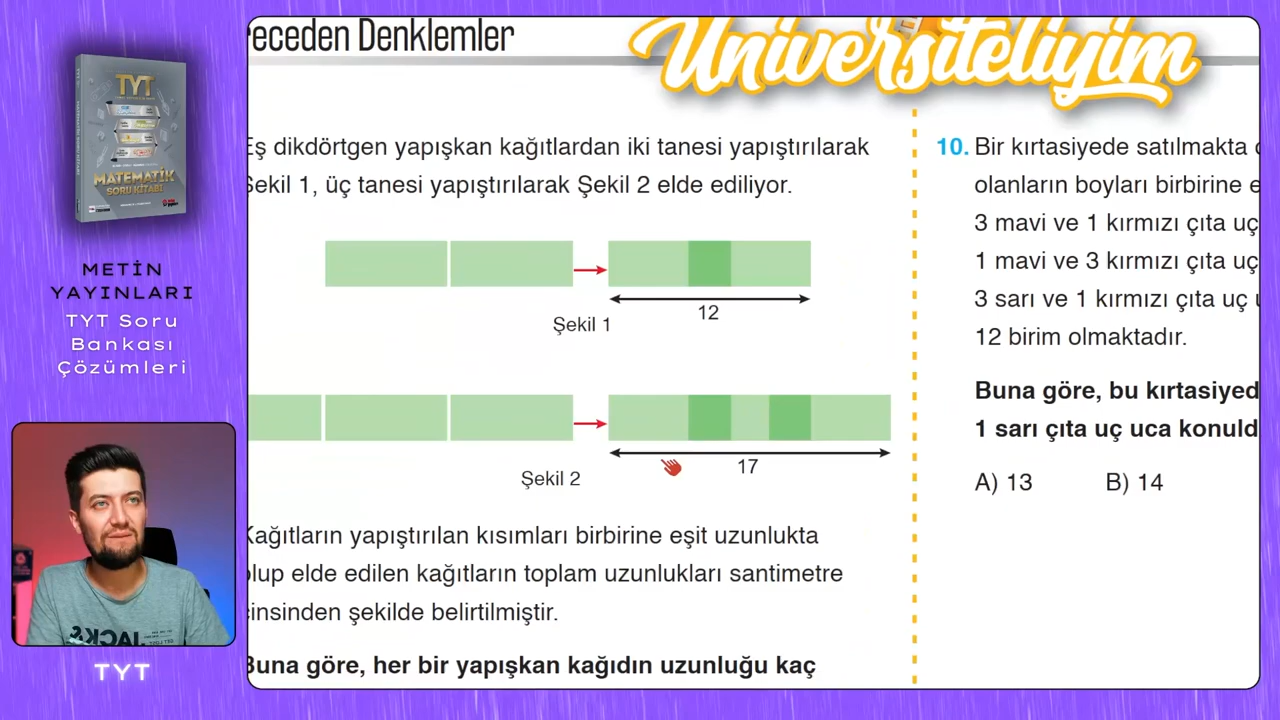 TYT
MATEMATİK
SORU KİTABI
METİN
YAYINLARI
TYT Soru
Bankası
Çözümleri
TYT
receden Denklemler
Üniversiteliyim
Eş dikdörtgen yapışkan kağıtlardan iki tanesi yapıştırılarak
Şekil 1, üç tanesi yapıştırılarak Şekil 2 elde ediliyor.
12
Şekil 1
17
Şekil 2
Kağıtların yapıştırılan kısımları birbirine eşit uzunlukta
olup elde edilen kağıtların toplam uzunlukları santimetre
cinsinden şekilde belirtilmiştir.
Buna göre, her bir yapışkan kağıdın uzunluğu kaç
10. Bir kırtasiyede satılmakta
olanların boyları birbirine e
3 mavi ve 1 kırmızı çıta uç
1 mavi ve 3 kırmızı çıta uç
3 sarı ve 1 kırmızı çıta uç
12 birim olmaktadır.
Buna göre, bu kırtasiyed
1 sarı çıta uç uca konuld
A) 13 B) 14